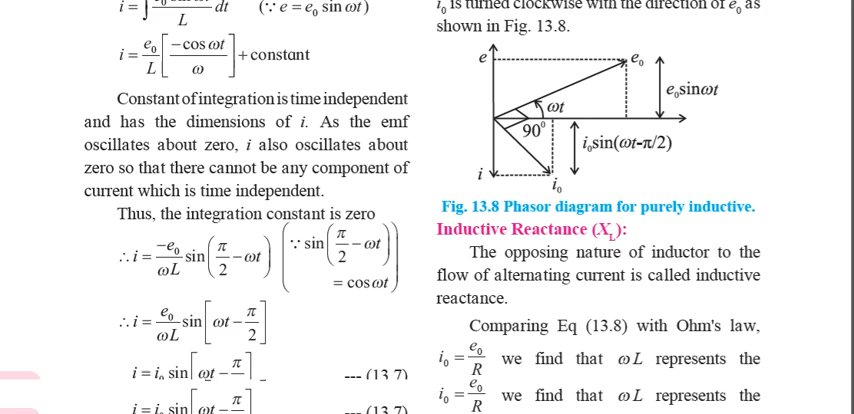 i = ∫ e₀ sin ωt / L dt (∵ e = e₀ sin ωt)
i = e₀/L [−cos ωt / ω] + constant
Constant of integration is time independent
and has the dimensions of i. As the emf
oscillates about zero, i also oscillates about
zero so that there cannot be any component of
current which is time independent.
Thus, the integration constant is zero
∴ i = −e₀/ωL sin(π/2 − ωt) (∵ sin(π/2 − ωt)
= cos ωt)
∴ i = e₀/ωL sin[ωt − π/2]
i = i₀ sin[ωt − π/ ] --- (13.7)
i = i₀ sin[ωt − π/ ] --- (13.7)
i₀ is turned clockwise with the direction of e₀ as
shown in Fig. 13.8.
e
e₀
e₀sinωt
ωt
90⁰
i₀sin(ωt-π/2)
i
i₀
Fig. 13.8 Phasor diagram for purely inductive.
Inductive Reactance (X_L):
The opposing nature of inductor to the
flow of alternating current is called inductive
reactance.
Comparing Eq (13.8) with Ohm's law,
i₀ = e₀/R we find that ωL represents the
i₀ = e₀/R we find that ωL represents the